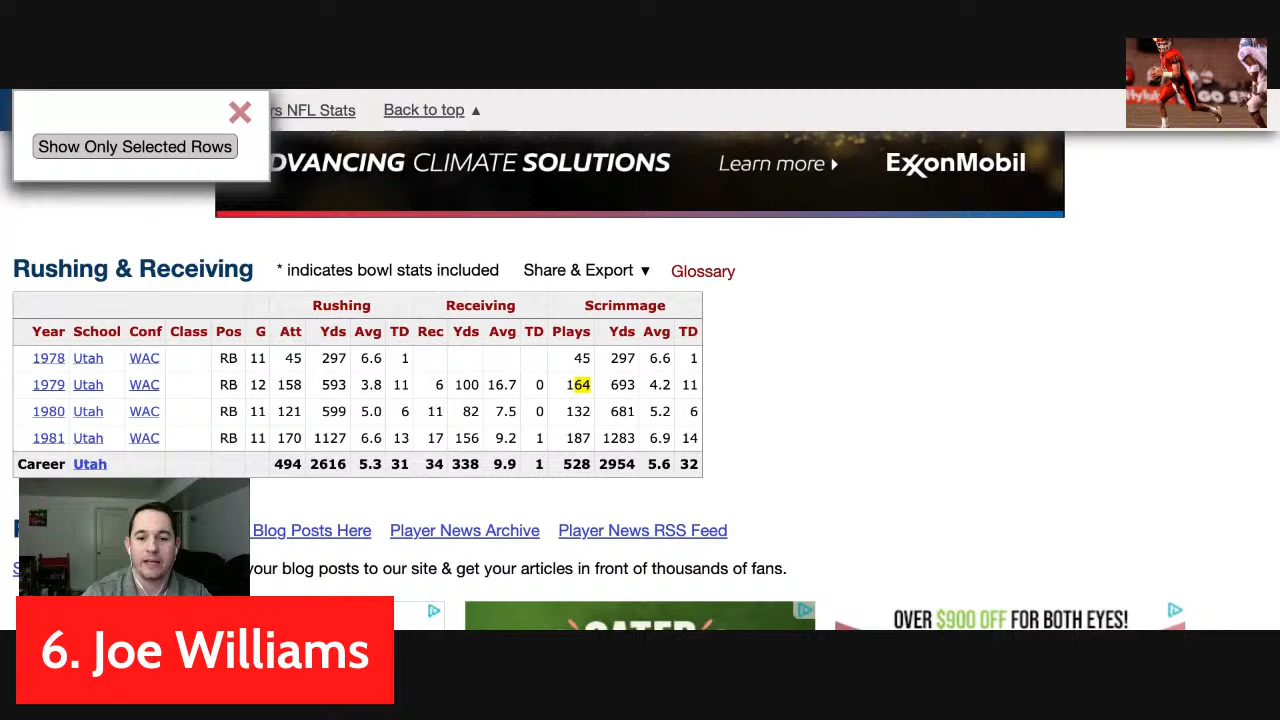 rs NFL Stats Back to top ▲
Show Only Selected Rows
DVANCING CLIMATE SOLUTIONS Learn more ExxonMobil
Rushing & Receiving * indicates bowl stats included Share & Export ▼ Glossary
Rushing Receiving Scrimmage
Year School Conf Class Pos G Att Yds Avg TD Rec Yds Avg TD Plays Yds Avg TD
1978 Utah WAC RB 11 45 297 6.6 1 45 297 6.6 1
1979 Utah WAC RB 12 158 593 3.8 11 6 100 16.7 0 164 693 4.2 11
1980 Utah WAC RB 11 121 599 5.0 6 11 82 7.5 0 132 681 5.2 6
1981 Utah WAC RB 11 170 1127 6.6 13 17 156 9.2 1 187 1283 6.9 14
Career Utah 494 2616 5.3 31 34 338 9.9 1 528 2954 5.6 32
Blog Posts Here Player News Archive Player News RSS Feed
your blog posts to our site & get your articles in front of thousands of fans.
OVER $900 OFF FOR BOTH EYES!
6. Joe Williams